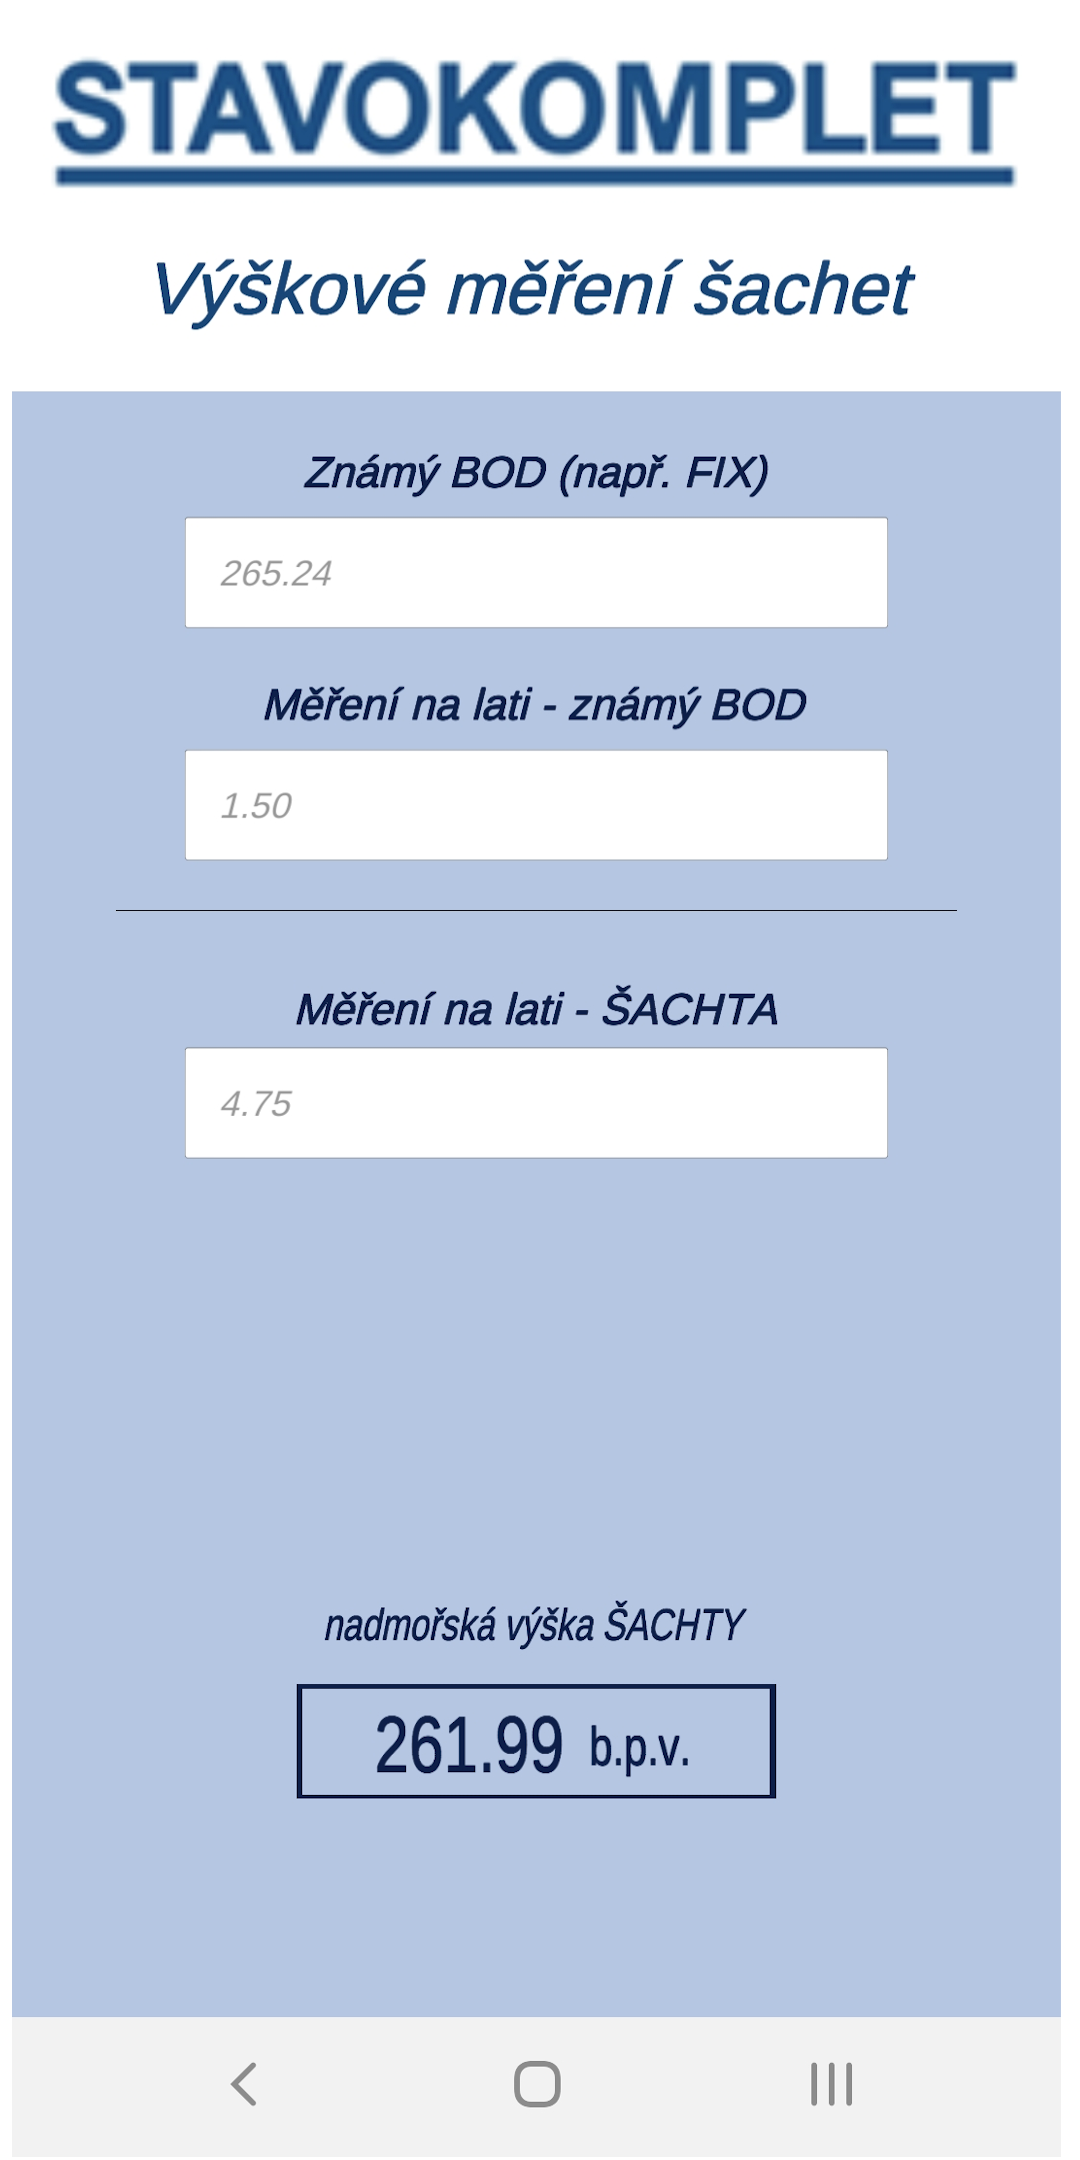 STAVOKOMPLET
Výškové měření šachet
Známý BOD (např. FIX)
265.24
Měření na lati - známý BOD
1.50
Měření na lati - ŠACHTA
4.75
nadmořská výška ŠACHTY
261.99 b.p.v.